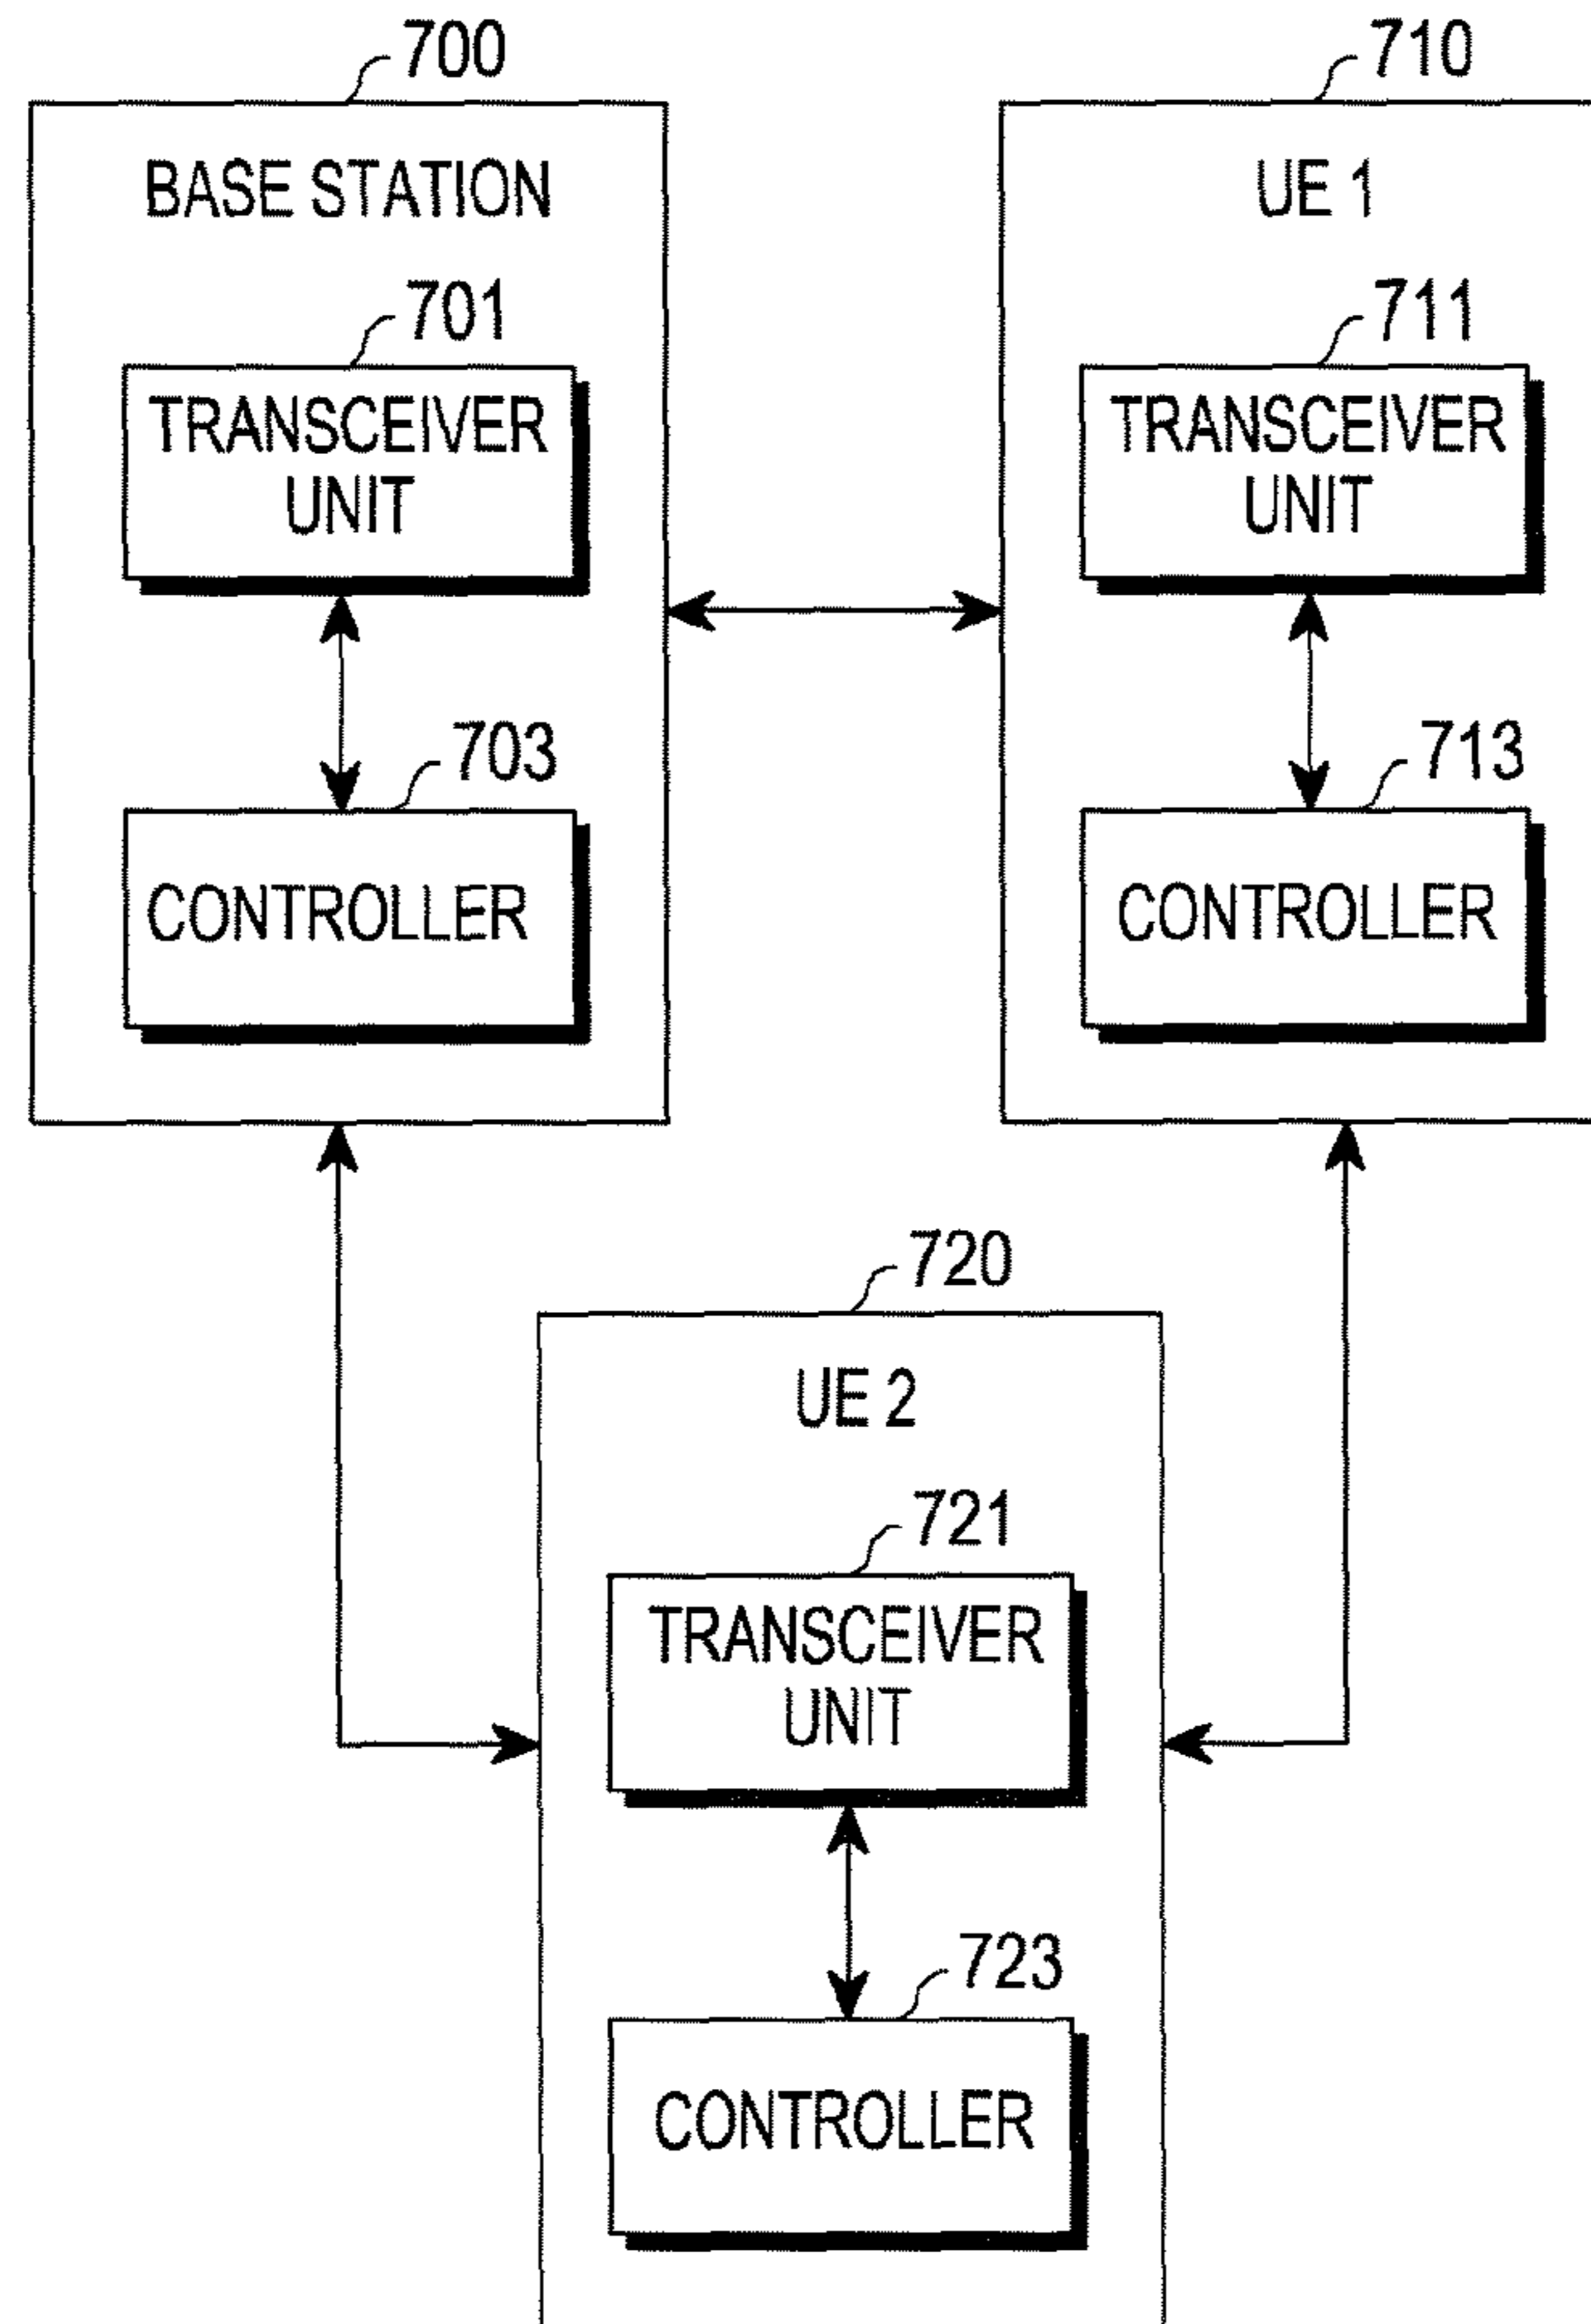 700
BASE STATION
701
TRANSCEIVER
UNIT
703
CONTROLLER
710
UE 1
711
TRANSCEIVER
UNIT
713
CONTROLLER
720
UE 2
721
TRANSCEIVER
UNIT
723
CONTROLLER